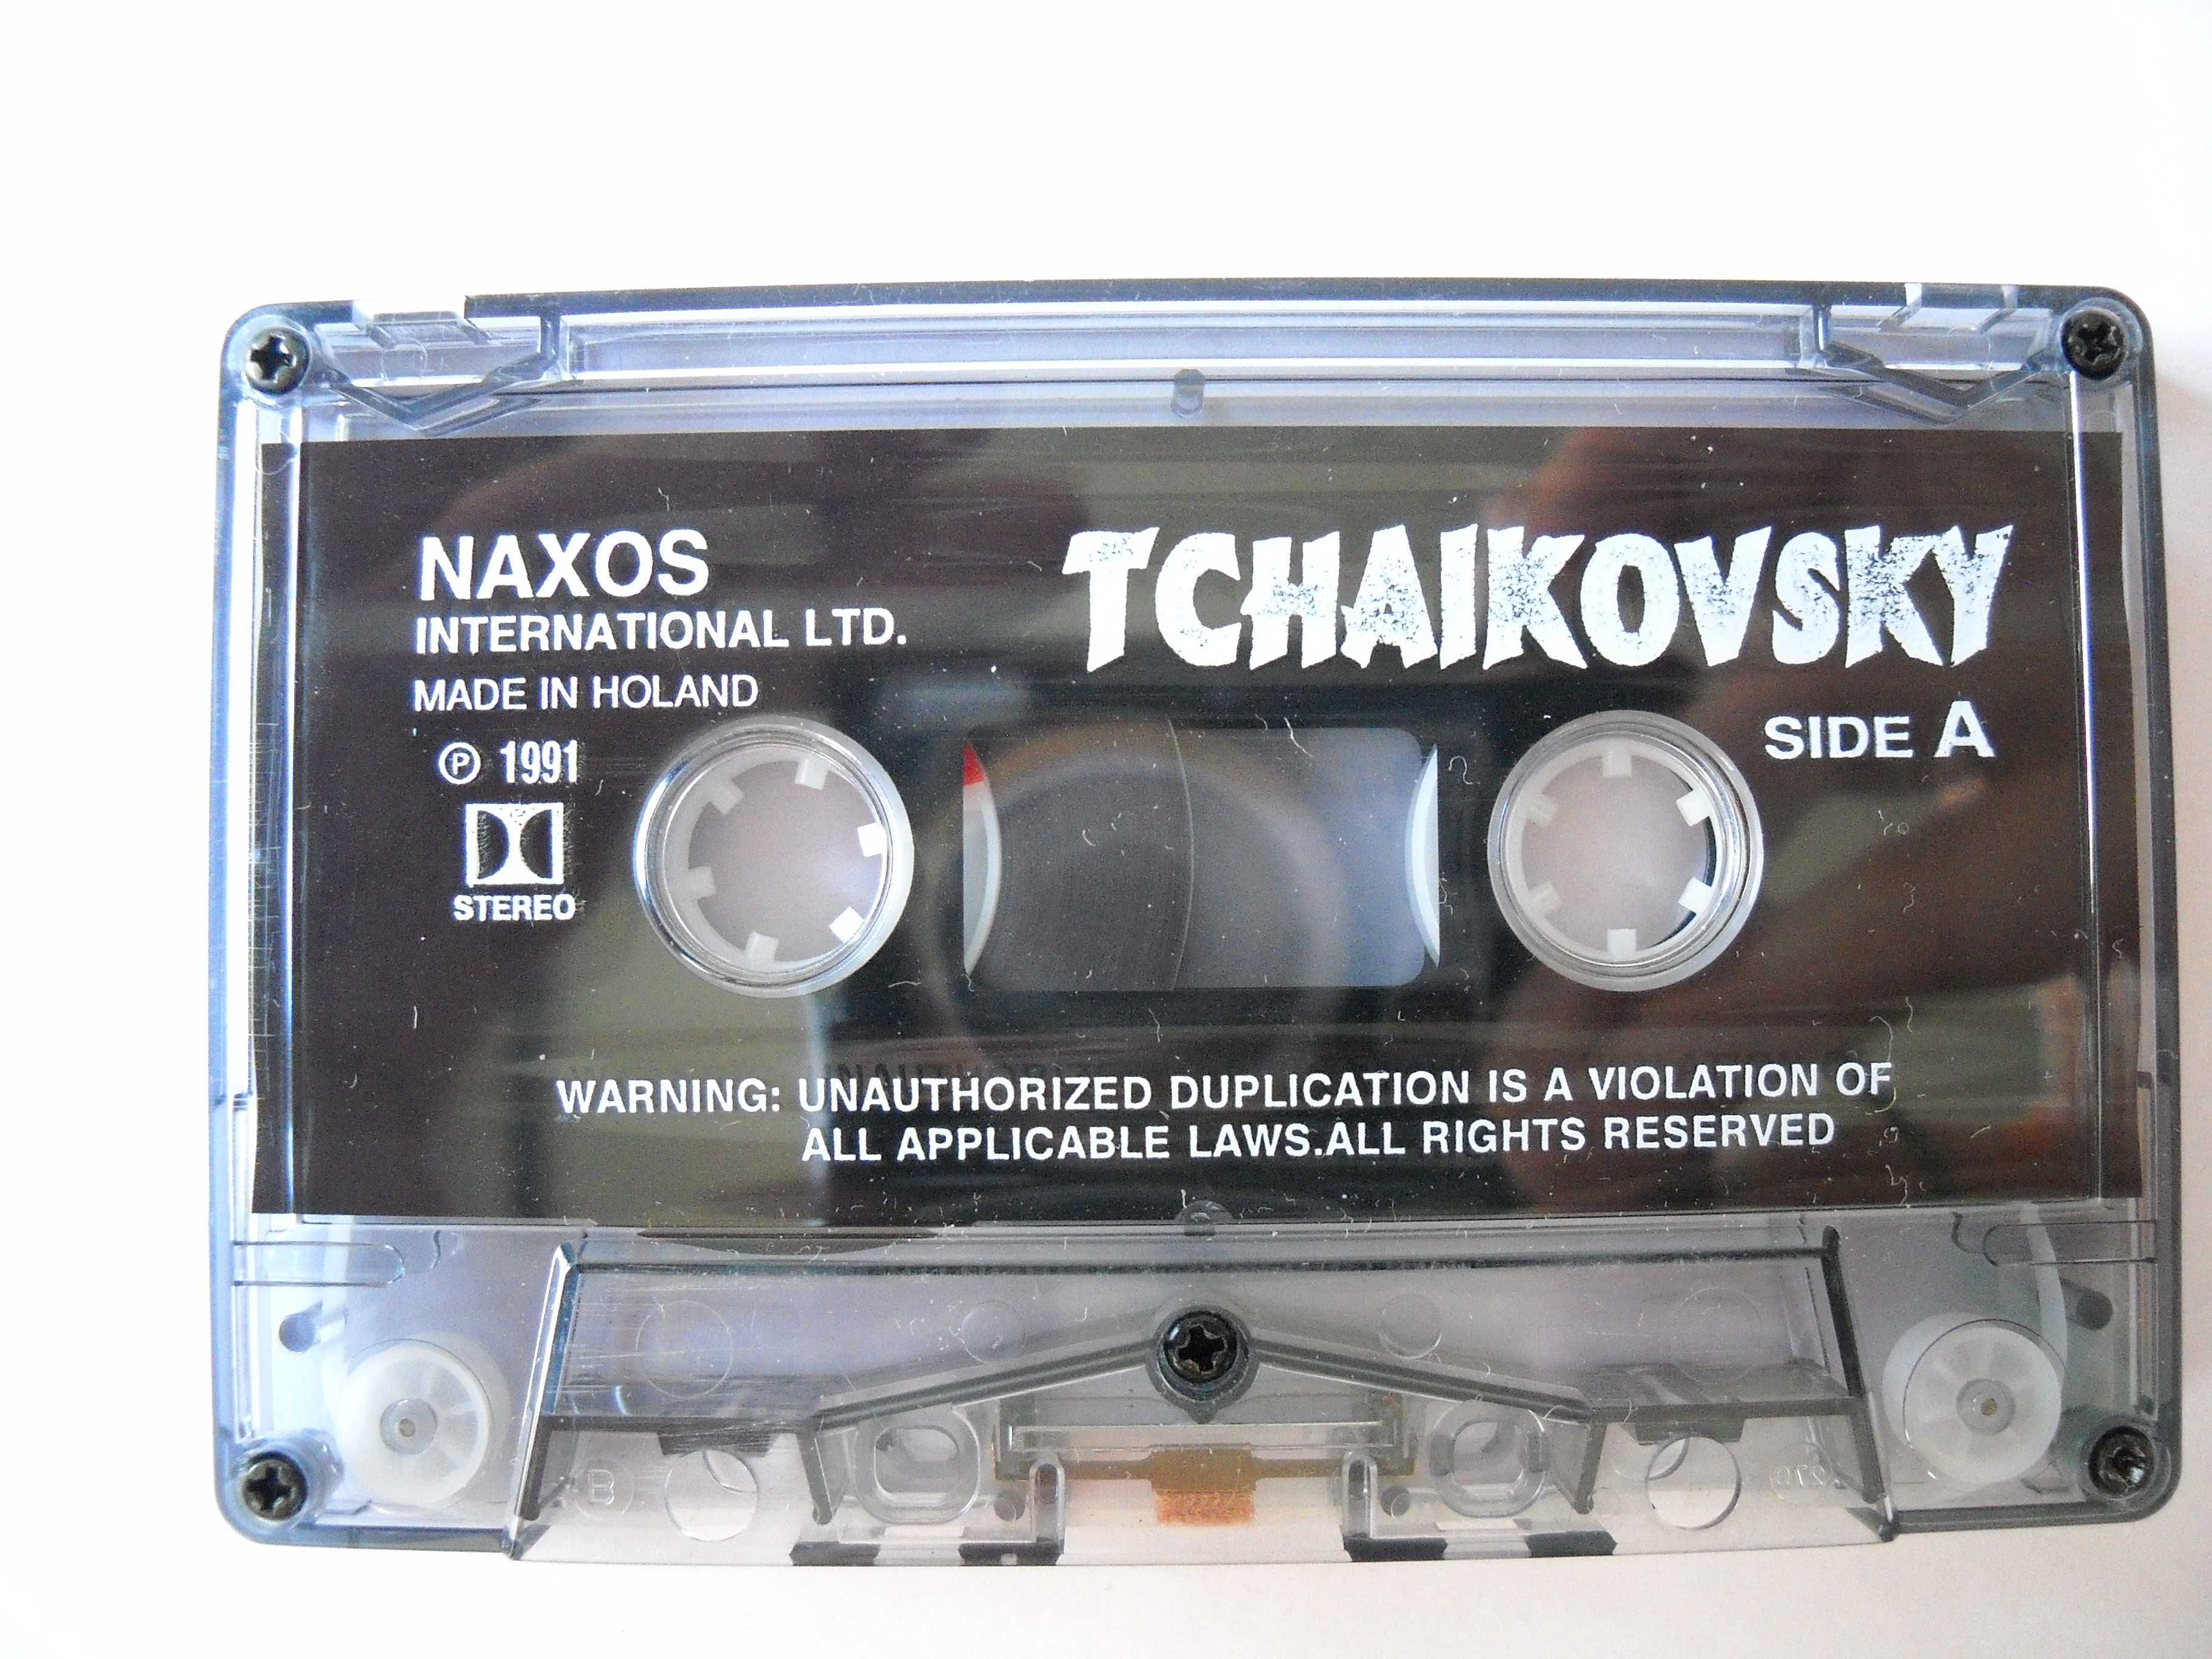 NAXOS
INTERNATIONAL LTD.
MADE IN HOLAND
℗ 1991
STEREO
TCHAIKOVSKY
SIDE A
WARNING: UNAUTHORIZED DUPLICATION IS A VIOLATION OF
ALL APPLICABLE LAWS.ALL RIGHTS RESERVED
B